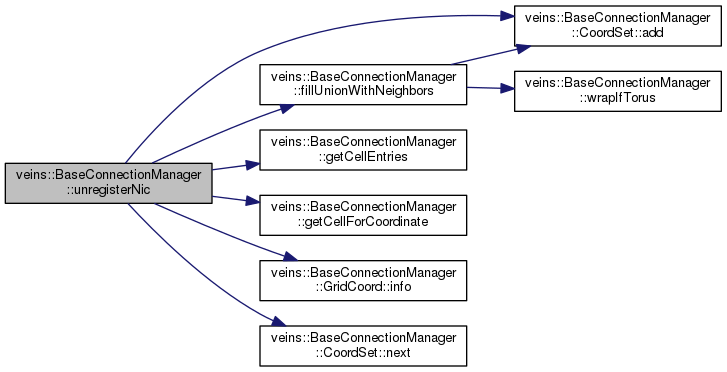 veins::BaseConnectionManager
::unregisterNic
veins::BaseConnectionManager
::CoordSet::add
veins::BaseConnectionManager
::fillUnionWithNeighbors
veins::BaseConnectionManager
::wrapIfTorus
veins::BaseConnectionManager
::getCellEntries
veins::BaseConnectionManager
::getCellForCoordinate
veins::BaseConnectionManager
::GridCoord::info
veins::BaseConnectionManager
::CoordSet::next